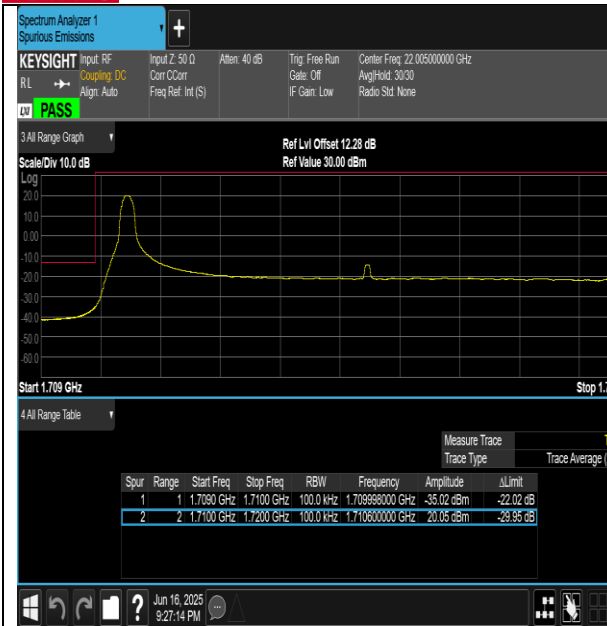 Spectrum Analyzer 1
Spurious Emissions
+
KEYSIGHT Input: RF Input Z: 50 Ω Atten: 40 dB Trig: Free Run Center Freq: 22.005000000 GHz
RL Coupling: DC Corr CCorr Gate: Off Avg|Hold: 30/30
Align: Auto Freq Ref: Int (S) IF Gain: Low Radio Std: None
LXI PASS
3 All Range Graph
Ref Lvl Offset 12.28 dB
Scale/Div 10.0 dB Ref Value 30.00 dBm
Log
20.0
10.0
0.00
-10.0
-20.0
-30.0
-40.0
-50.0
-60.0
Start 1.709 GHz Stop 1.7
4 All Range Table
Measure Trace
Trace Type Trace Average (
Spur Range Start Freq Stop Freq RBW Frequency Amplitude ΔLimit
1 1 1.7090 GHz 1.7100 GHz 100.0 kHz 1.709998000 GHz -35.02 dBm -22.02 dB
2 2 1.7100 GHz 1.7200 GHz 100.0 kHz 1.710600000 GHz 20.05 dBm -29.95 dB
? Jun 16, 2025
9:27:14 PM